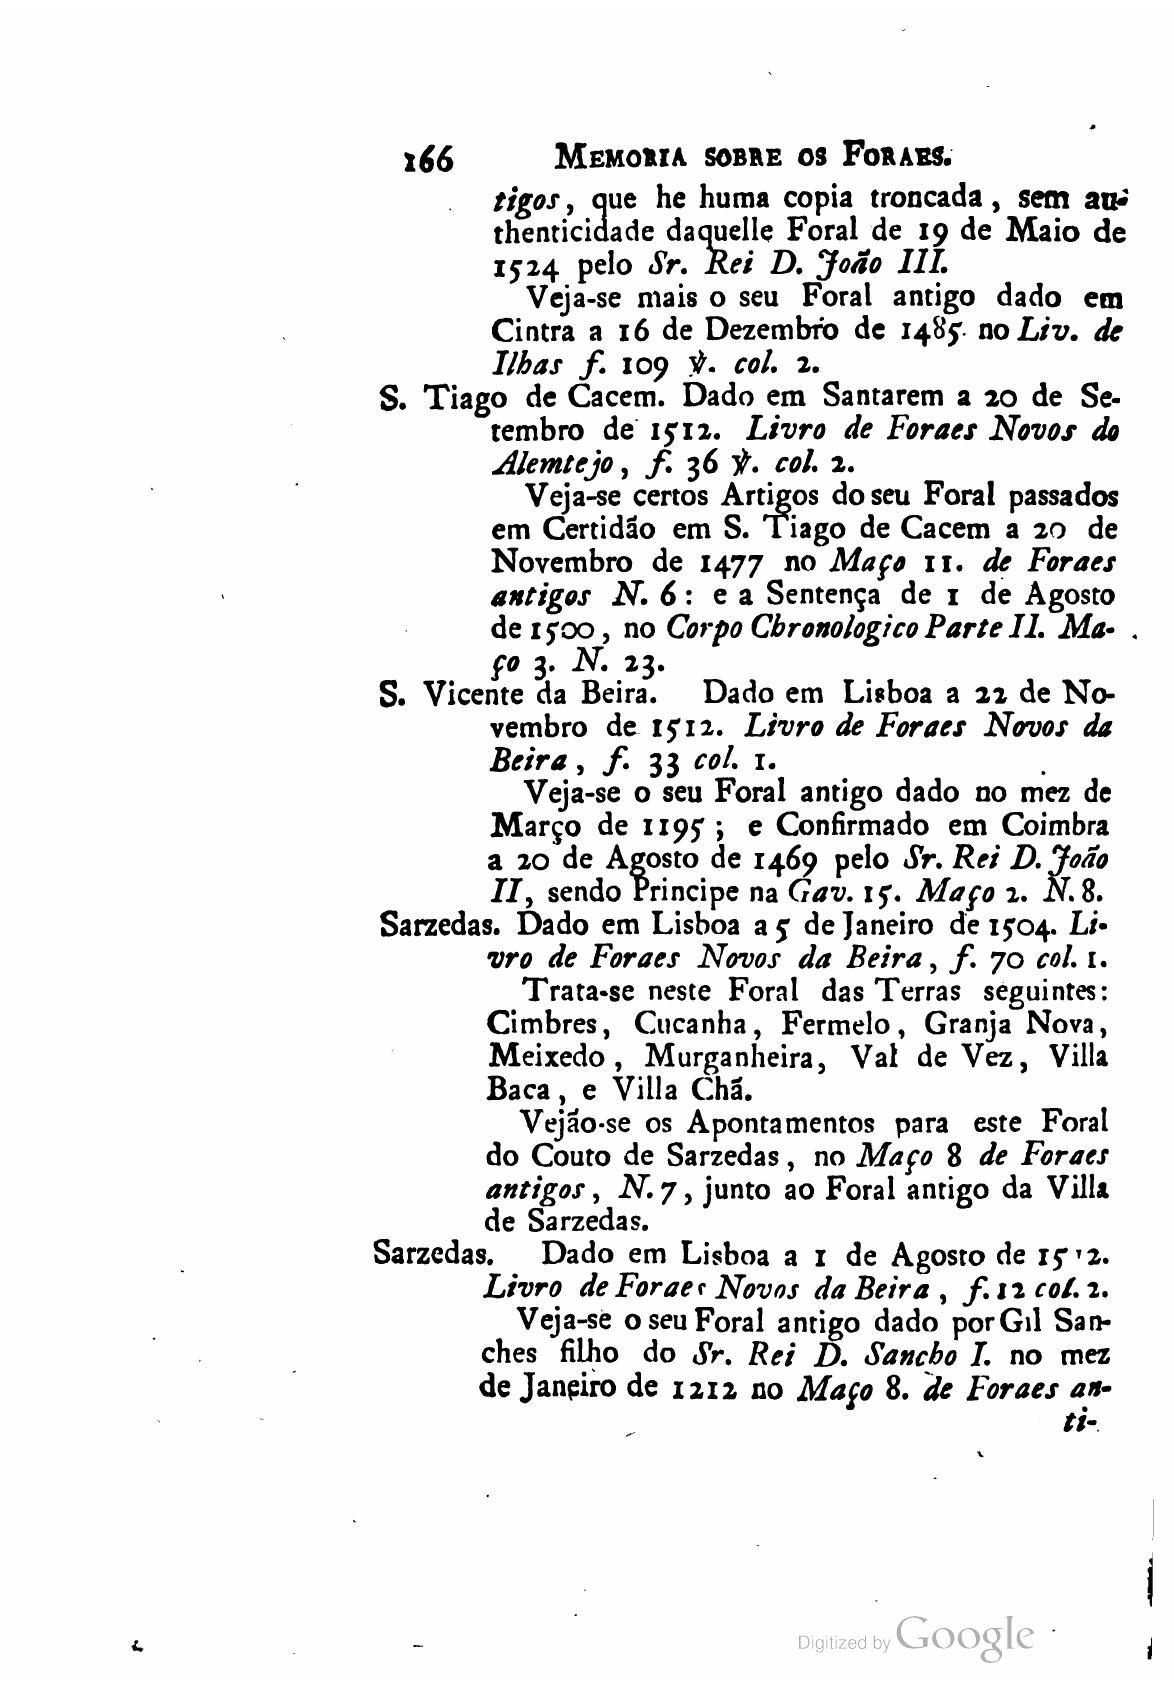 166 MEMORIA SOBRE OS FORAES.
tigos, que he huma copia troncada, sem au-
thenticidade daquelle Foral de 19 de Maio de
1524 pelo Sr. Rei D. João III.
Veja-se mais o seu Foral antigo dado em
Cintra a 16 de Dezembro de 1485 no Liv. de
Ilhas f. 109 ℣. col. 2.
S. Tiago de Cacem. Dado em Santarem a 20 de Se-
tembro de 1512. Livro de Foraes Novos do
Alemtejo, f. 36 ℣. col. 2.
Veja-se certos Artigos do seu Foral passados
em Certidão em S. Tiago de Cacem a 20 de
Novembro de 1477 no Maço 11. de Foraes
antigos N. 6: e a Sentença de 1 de Agosto
de 1500, no Corpo Chronologico Parte II. Ma-
ço 3. N. 23.
S. Vicente da Beira. Dado em Lisboa a 22 de No-
vembro de 1512. Livro de Foraes Novos da
Beira, f. 33 col. 1.
Veja-se o seu Foral antigo dado no mez de
Março de 1195; e Confirmado em Coimbra
a 20 de Agosto de 1469 pelo Sr. Rei D. João
II, sendo Principe na Gav. 15. Maço 2. N. 8.
Sarzedas. Dado em Lisboa a 5 de Janeiro de 1504. Li-
vro de Foraes Novos da Beira, f. 70 col. 1.
Trata-se neste Foral das Terras seguintes:
Cimbres, Cucanha, Fermelo, Granja Nova,
Meixedo, Murganheira, Val de Vez, Villa
Baca, e Villa Chã.
Vejão-se os Apontamentos para este Foral
do Couto de Sarzedas, no Maço 8 de Foraes
antigos, N. 7, junto ao Foral antigo da Villa
de Sarzedas.
Sarzedas. Dado em Lisboa a 1 de Agosto de 1512.
Livro de Foraes Novos da Beira, f. 12 col. 2.
Veja-se o seu Foral antigo dado por Gil San-
ches filho do Sr. Rei D. Sancho I. no mez
de Janeiro de 1212 no Maço 8. de Foraes an-
ti-
Digitized by Google